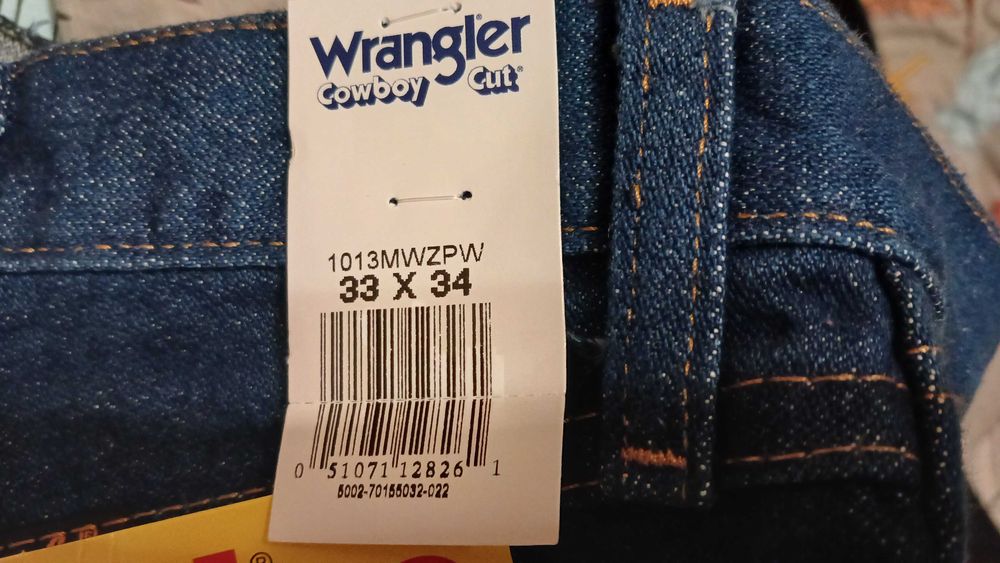 Wrangler®
Cowboy Cut®
1013MWZPW
33 X 34
0 51071 12826 1
5002-70155032-022
®